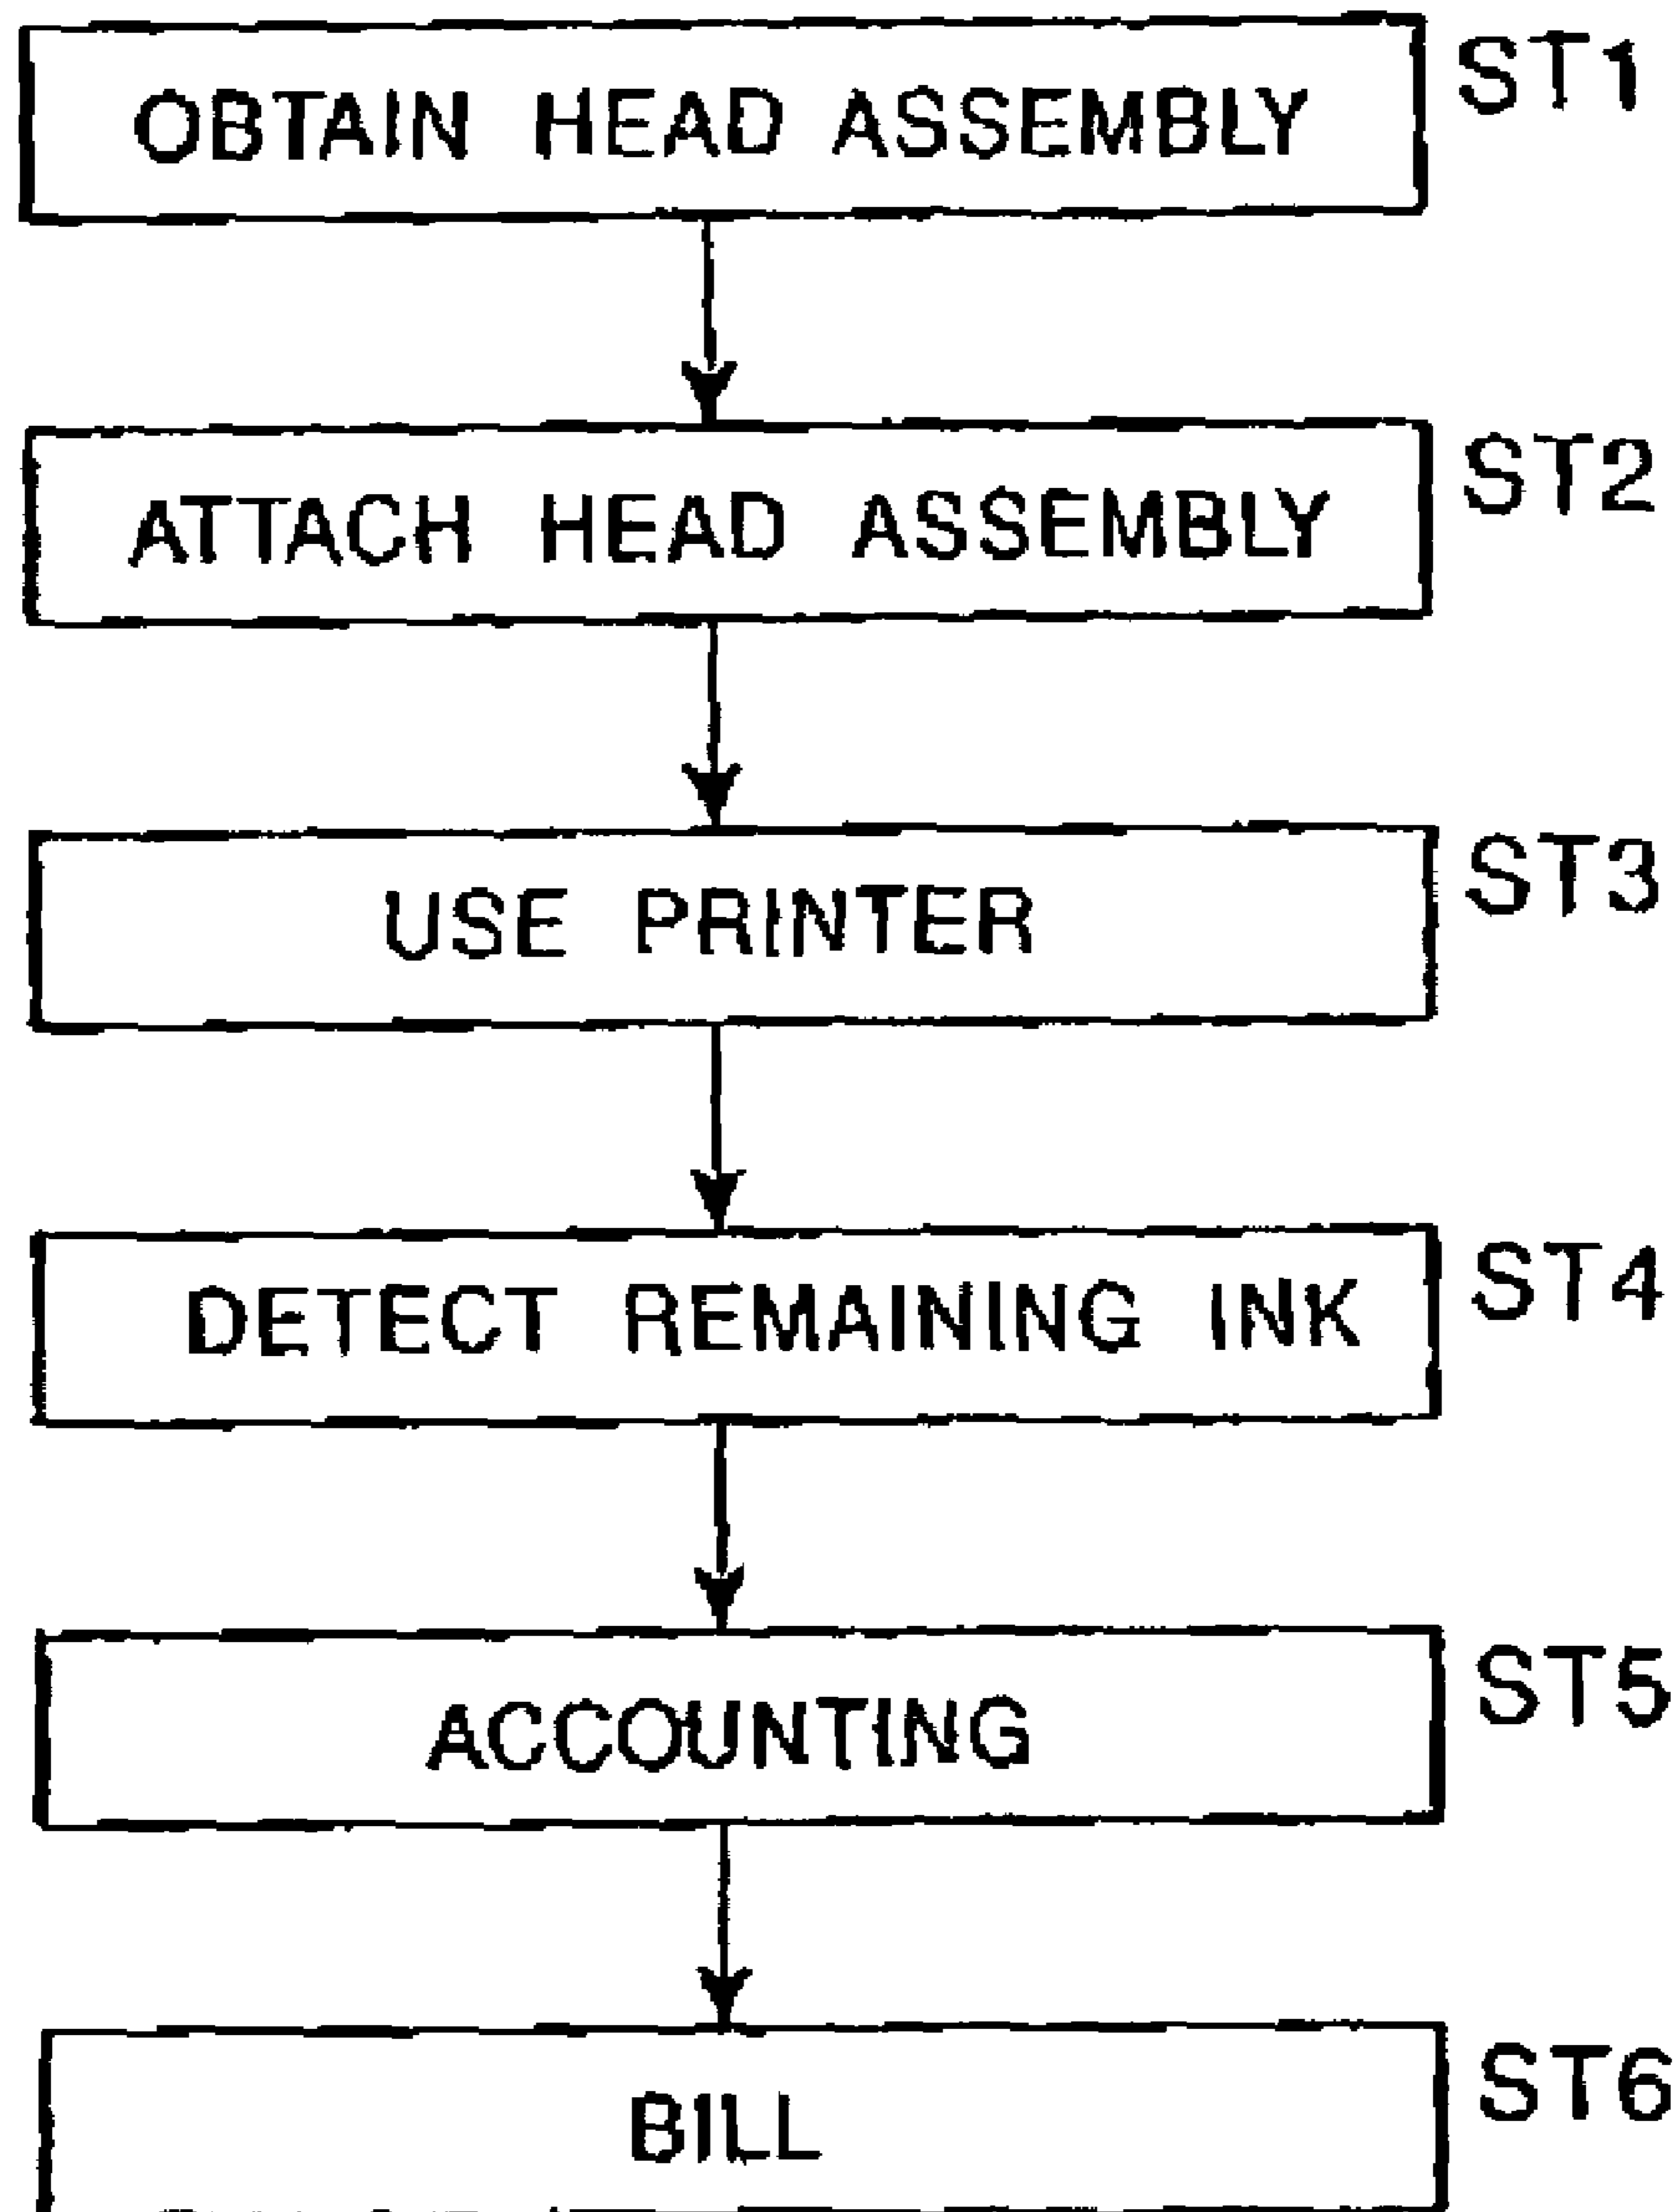 OBTAIN HEAD ASSEMBLY ST1
ATTACH HEAD ASSEMBLY ST2
USE PRINTER ST3
DETECT REMAINING INK ST4
ACCOUNTING ST5
BILL ST6